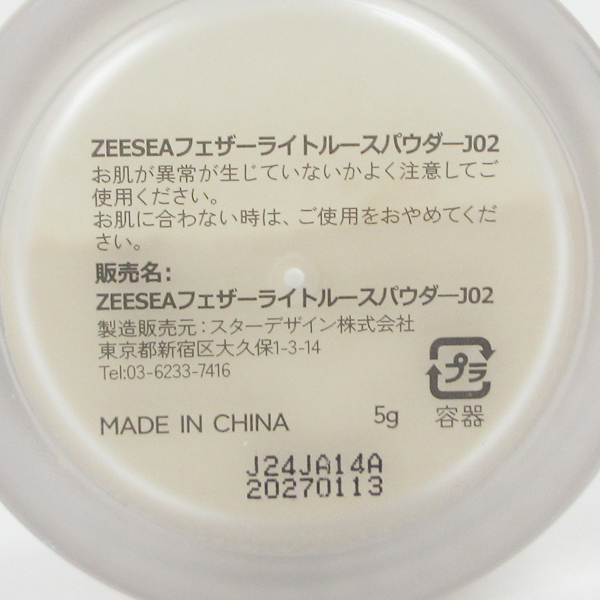 ZEESEAフェザーライトルースパウダーJ02
お肌が異常が生じていないかよく注意してご
使用ください。
お肌に合わない時は、ご使用をおやめくだ
さい。
販売名：
ZEESEAフェザーライトルースパウダーJ02
製造販売元：スターデザイン株式会社
東京都新宿区大久保1-3-14
Tel:03-6233-7416
プラ
MADE IN CHINA 5g 容器
J24JA14A
20270113